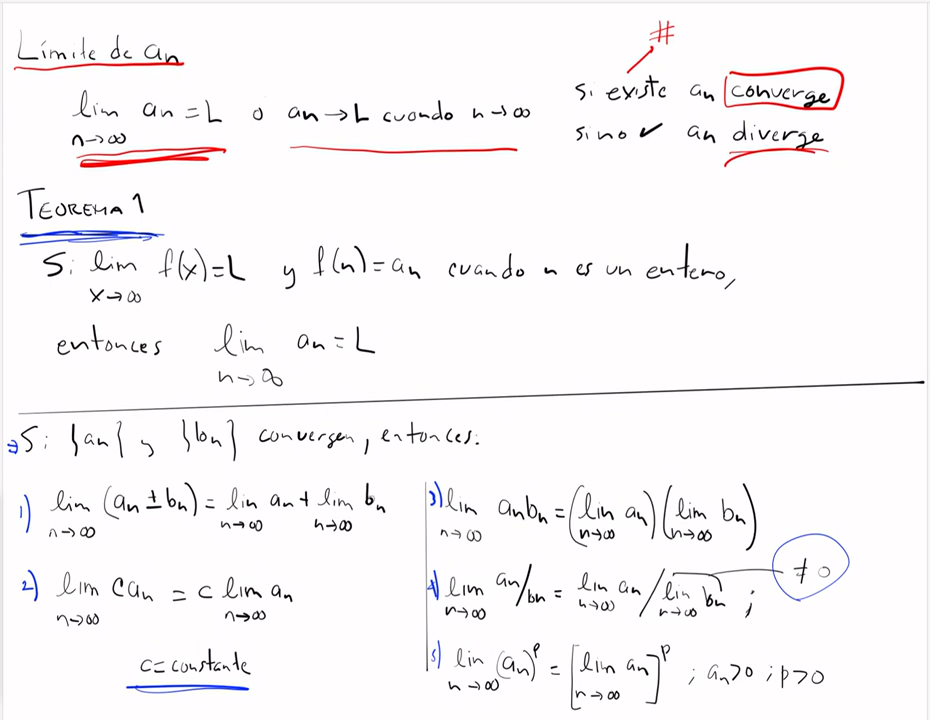 Límite de an
#
lim an = L o an → L cuando n → ∞
n → ∞
Si existe an converge
sino ✓ an diverge
TEOREMA 1
Si lim f(x) = L y f(n) = an cuando n es un entero,
x → ∞
entonces lim an = L
n → ∞
⇒ Si {an} y {bn} convergen, entonces:
1) lim (an ± bn) = lim an + lim bn
n → ∞ n → ∞ n → ∞
2) lim c an = c lim an
n → ∞ n → ∞
c = constante
3) lim an bn = (lim an) (lim bn)
n → ∞ n → ∞ n → ∞
4) lim an/bn = lim an / lim bn ; ≠ 0
n → ∞ n → ∞ n → ∞
5) lim (an)^p = [lim an]^p ; an > 0 ; p > 0
n → ∞ n → ∞